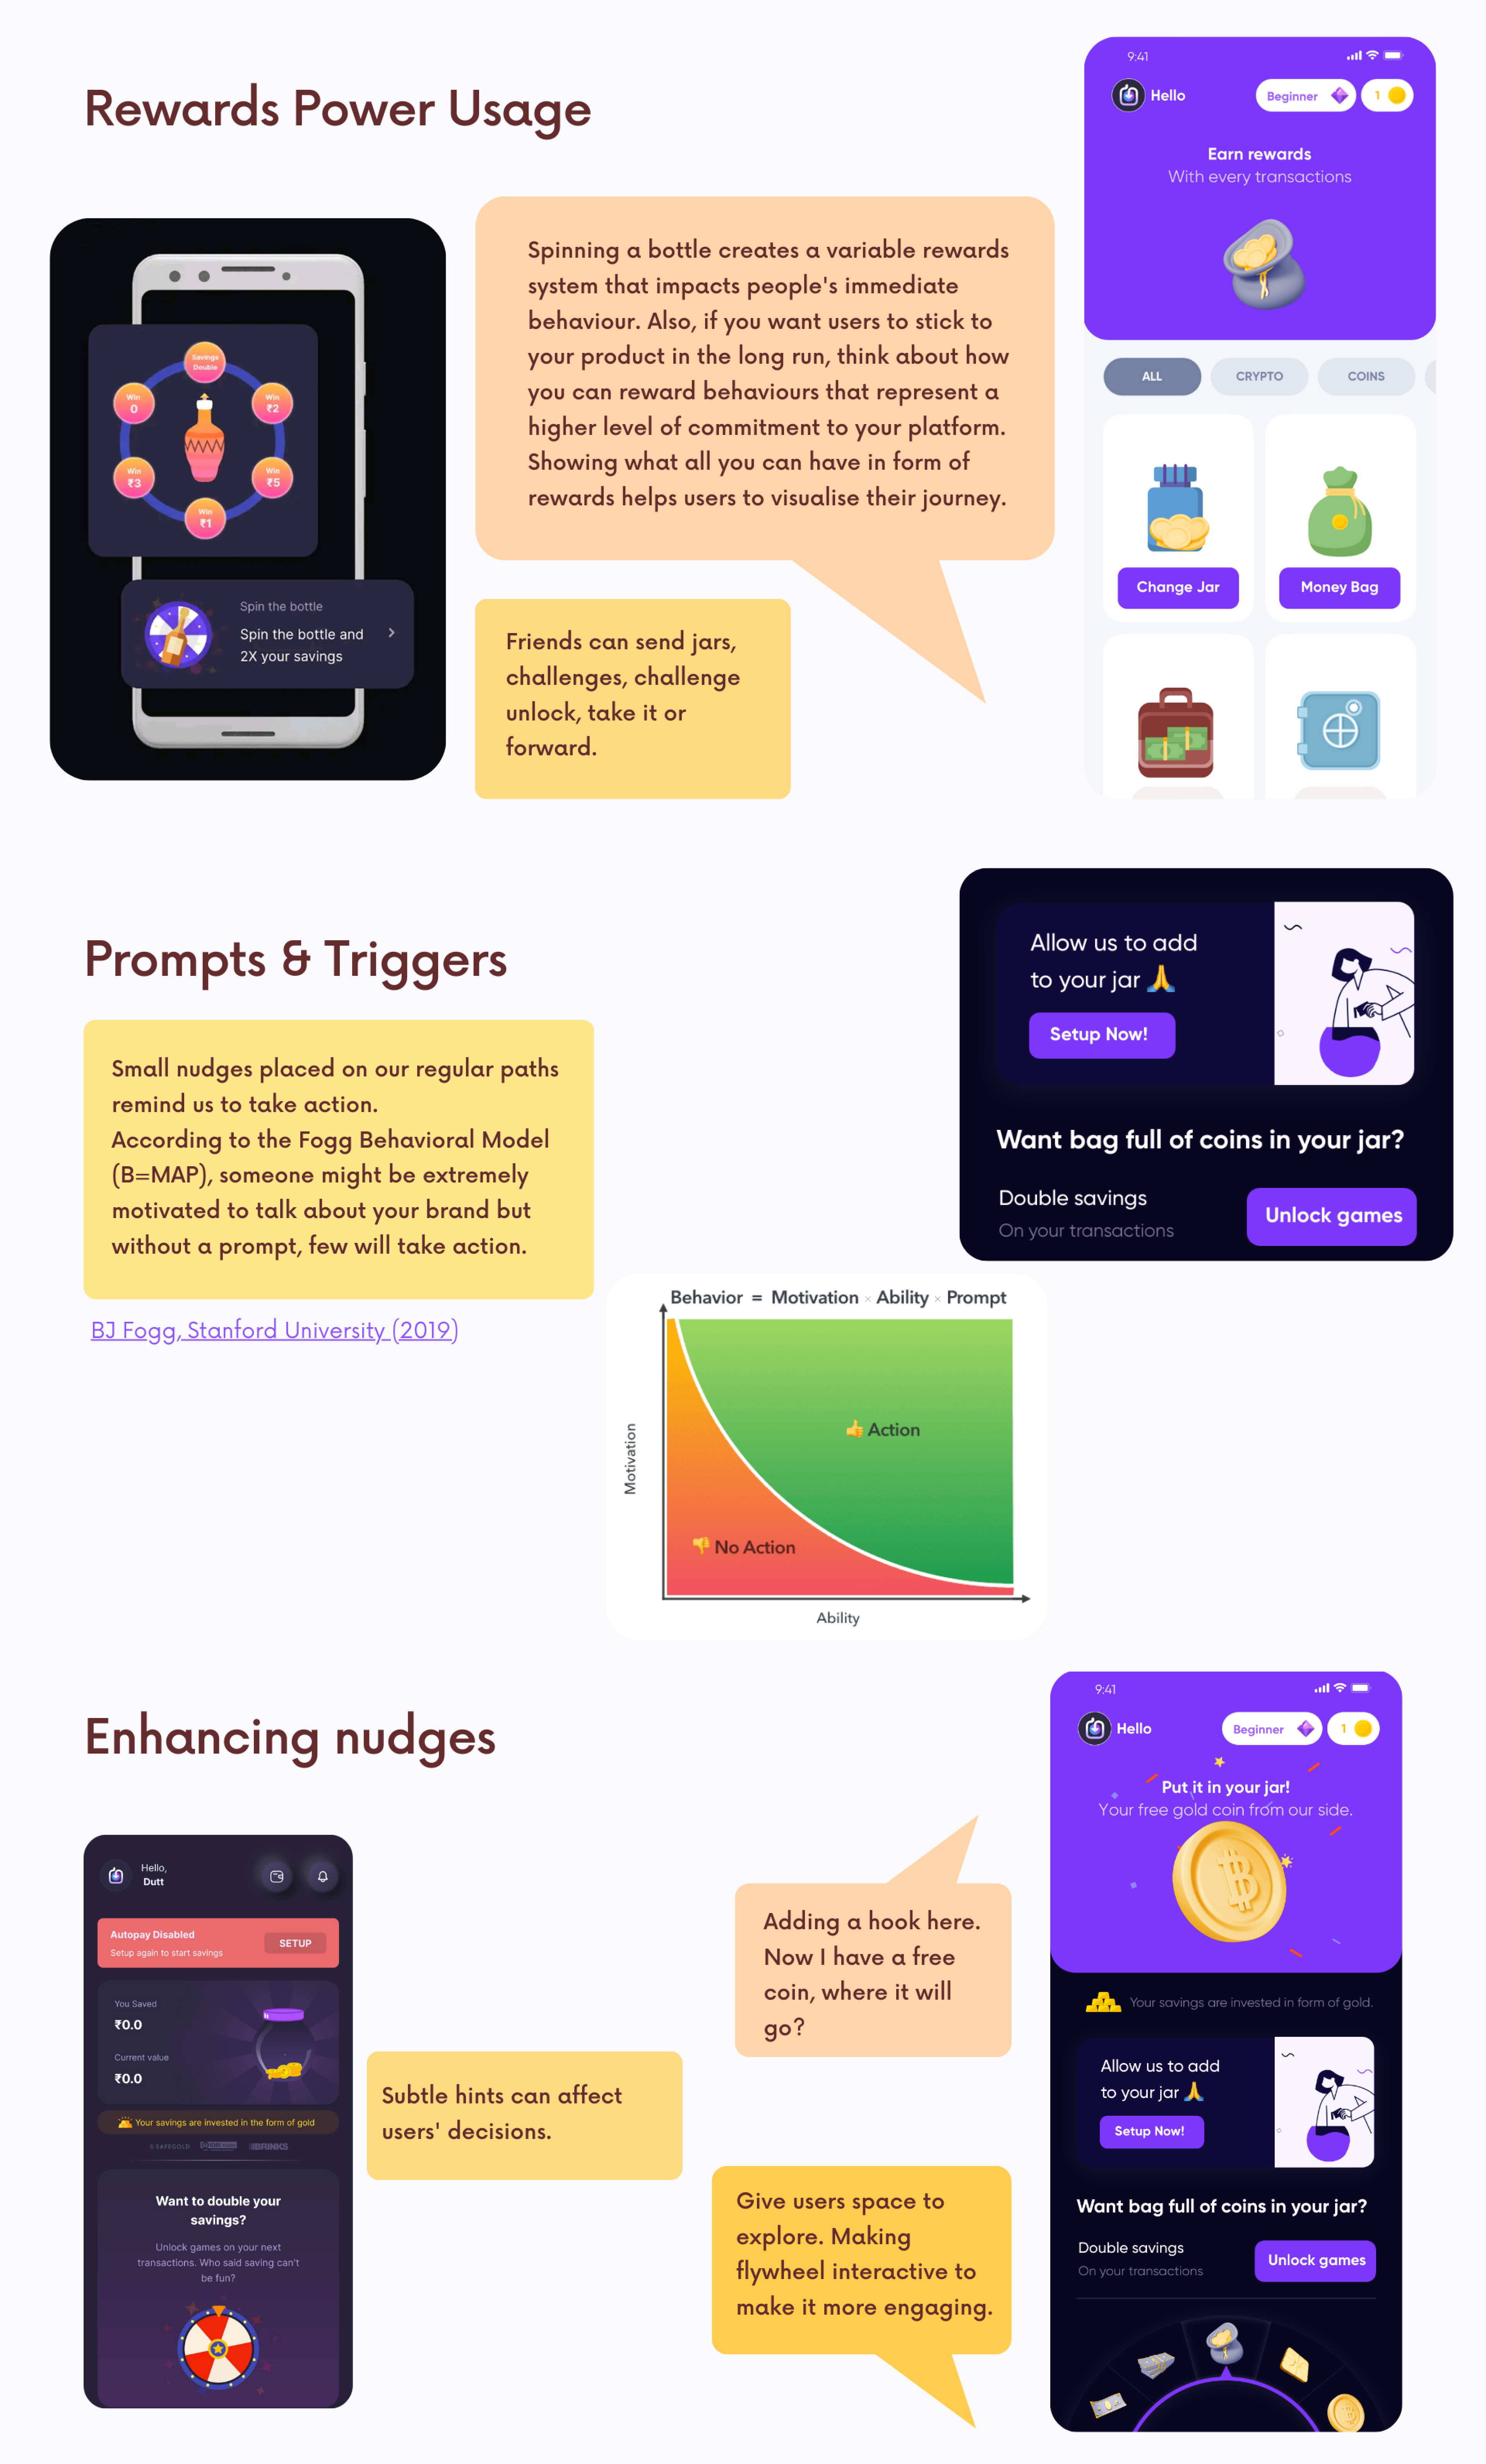 Rewards Power Usage
9:41
Hello
Beginner
1
Earn rewards
With every transactions
Savings
Double
Win
0
Win
₹2
Win
₹3
Win
₹5
Win
₹1
Spin the bottle
Spin the bottle and
2X your savings
Spinning a bottle creates a variable rewards
system that impacts people's immediate
behaviour. Also, if you want users to stick to
your product in the long run, think about how
you can reward behaviours that represent a
higher level of commitment to your platform.
Showing what all you can have in form of
rewards helps users to visualise their journey.
Friends can send jars,
challenges, challenge
unlock, take it or
forward.
ALL
CRYPTO
COINS
Change Jar
Money Bag
Prompts & Triggers
Small nudges placed on our regular paths
remind us to take action.
According to the Fogg Behavioral Model
(B=MAP), someone might be extremely
motivated to talk about your brand but
without a prompt, few will take action.
BJ Fogg, Stanford University (2019)
Allow us to add
to your jar 🙏
Setup Now!
Want bag full of coins in your jar?
Double savings
On your transactions
Unlock games
Behavior = Motivation × Ability × Prompt
Motivation
👍 Action
👎 No Action
Ability
Enhancing nudges
Hello,
Dutt
Autopay Disabled
Setup again to start savings
SETUP
You Saved
₹0.0
Current value
₹0.0
Your savings are invested in the form of gold
SAFEGOLD
BRINKS
Want to double your
savings?
Unlock games on your next
transactions. Who said saving can't
be fun?
Subtle hints can affect
users' decisions.
Adding a hook here.
Now I have a free
coin, where it will
go?
Give users space to
explore. Making
flywheel interactive to
make it more engaging.
9:41
Hello
Beginner
1
Put it in your jar!
Your free gold coin from our side.
Your savings are invested in form of gold.
Allow us to add
to your jar 🙏
Setup Now!
Want bag full of coins in your jar?
Double savings
On your transactions
Unlock games